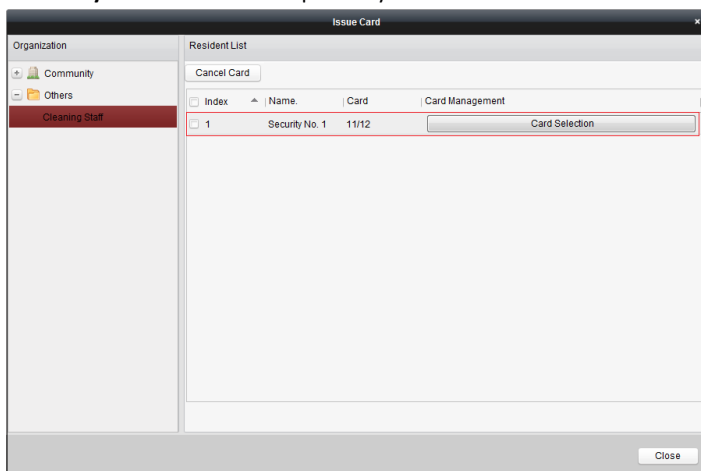 Issue Card ×
Organization
Resident List
Community
Others
Cleaning Staff
Cancel Card
Index Name. Card Card Management
1 Security No. 1 11/12 Card Selection
Close